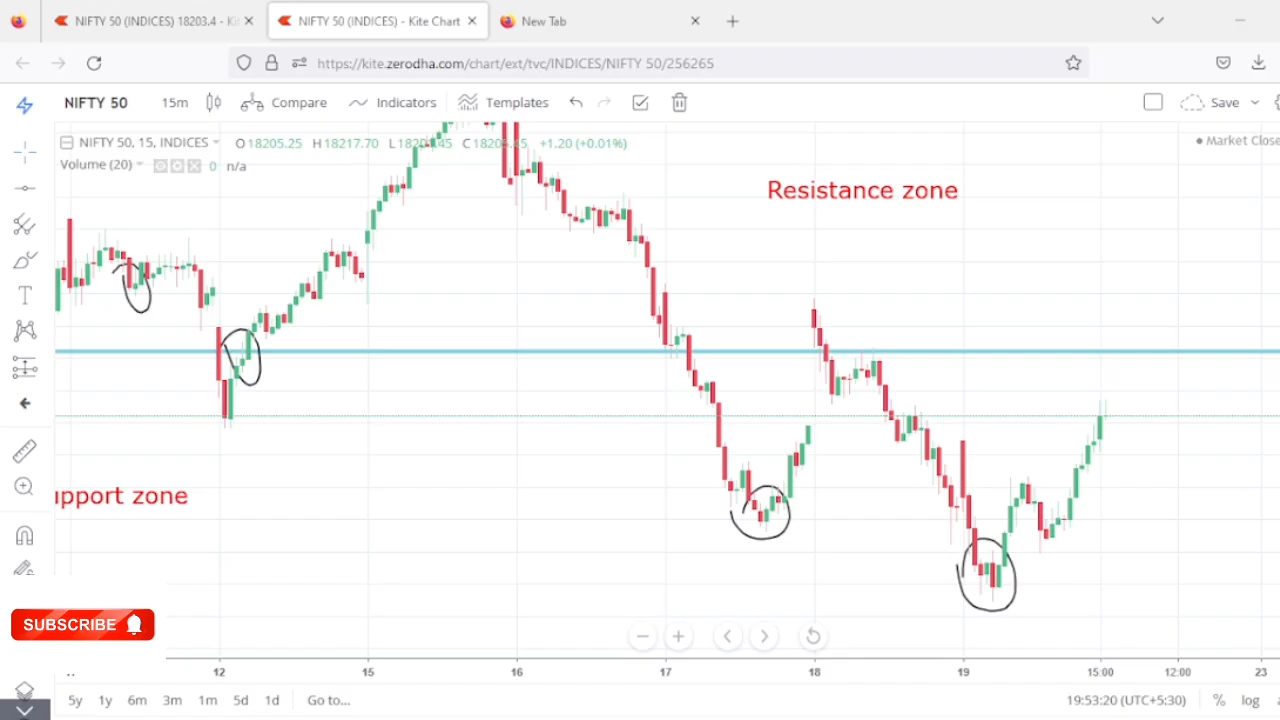 NIFTY 50 (INDICES) 18203.4 - Ki
NIFTY 50 (INDICES) - Kite Chart
New Tab
https://kite.zerodha.com/chart/ext/tvc/INDICES/NIFTY 50/256265
NIFTY 50 15m Compare Indicators Templates Save
NIFTY 50, 15, INDICES O18205.25 H18217.70 +1.20 (+0.01%)
Market Close
Volume (20) 0 n/a
Resistance zone
upport zone
SUBSCRIBE
12 15 16 17 18 19 15:00 12:00 23
5y 1y 6m 3m 1m 5d 1d Go to... 19:53:20 (UTC+5:30) % log